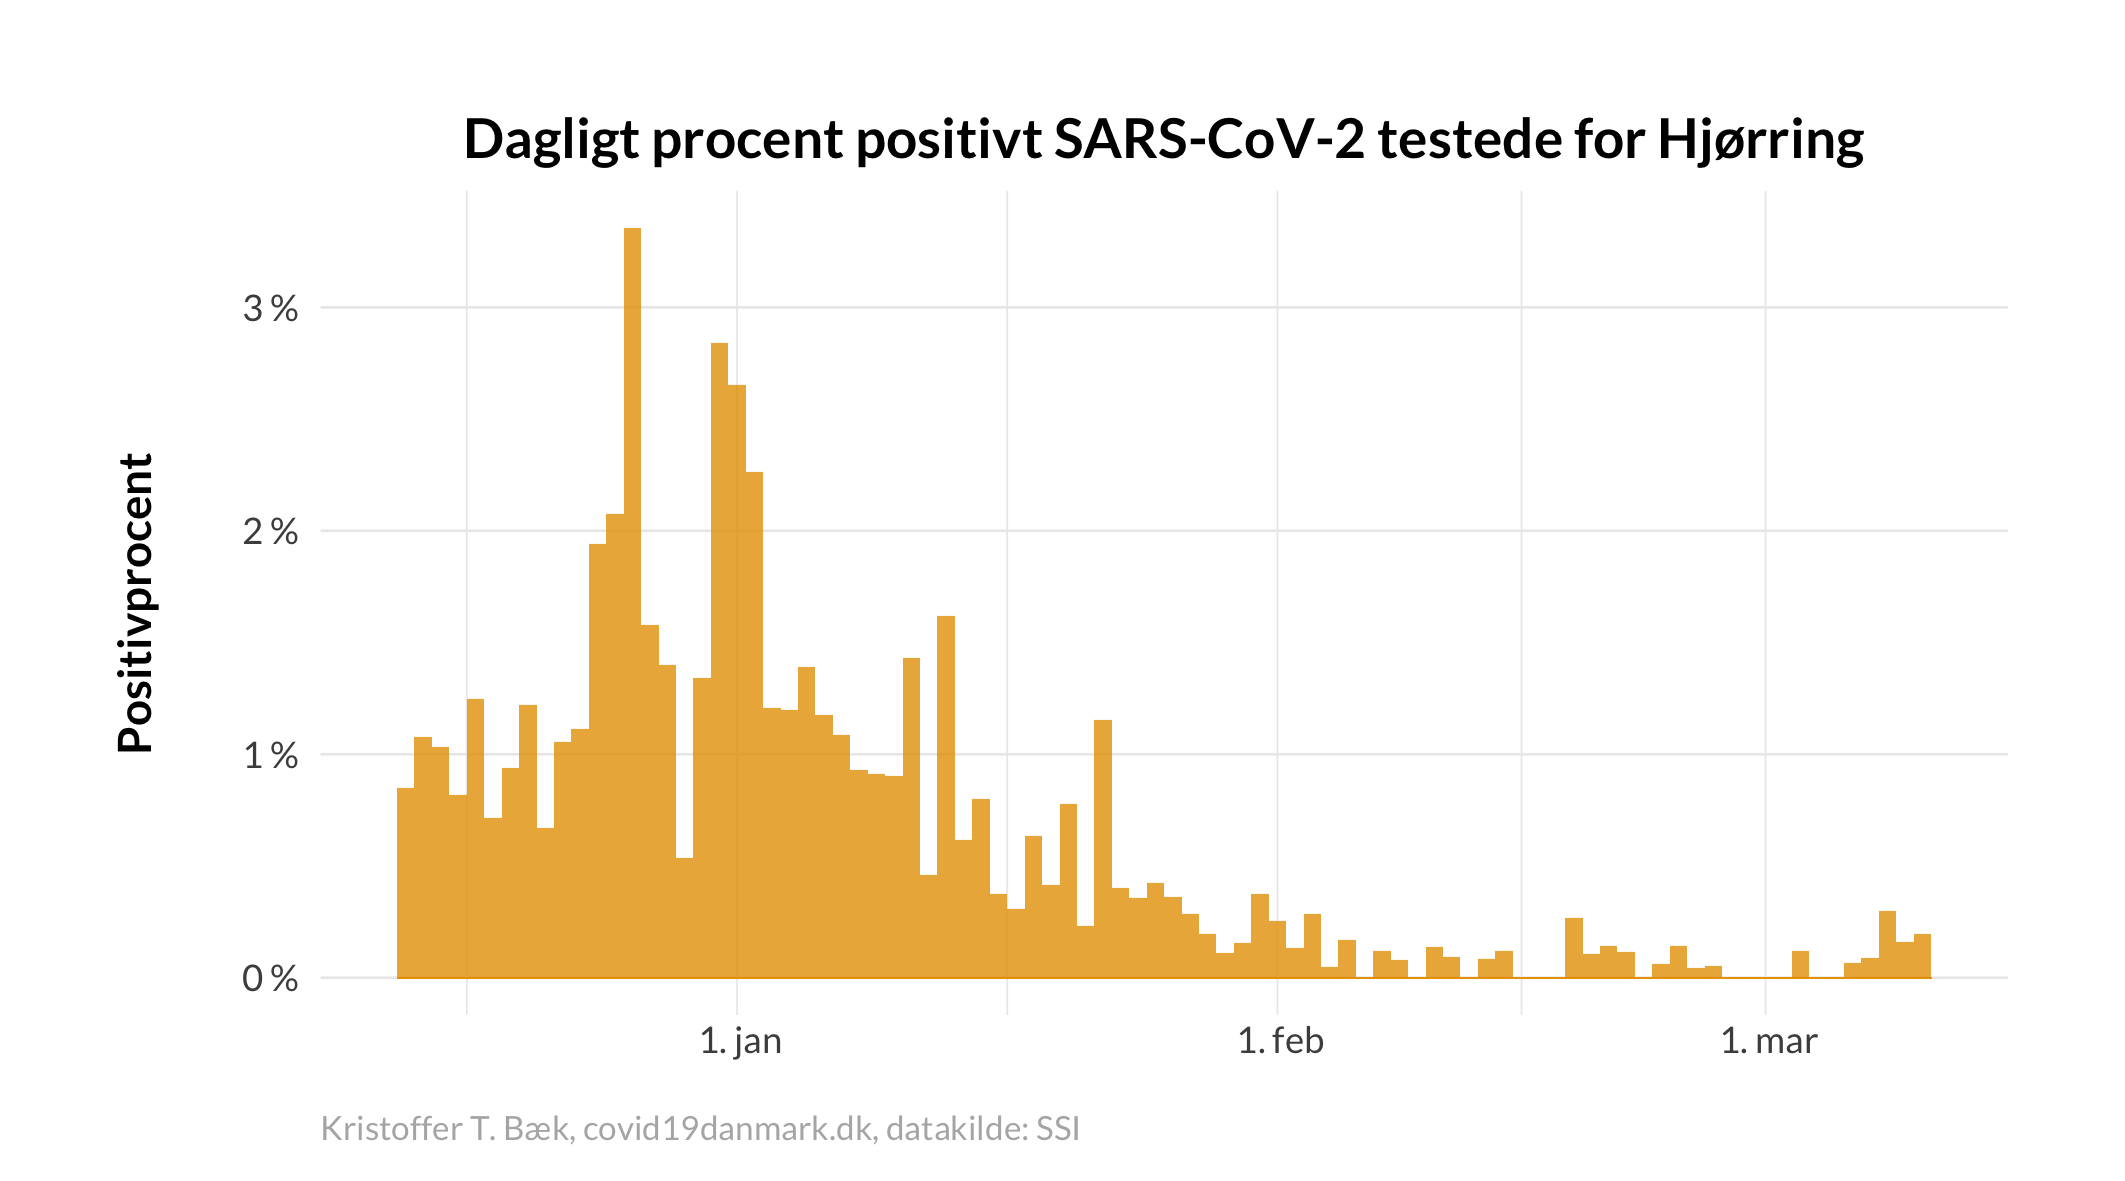 Dagligt procent positivt SARS-CoV-2 testede for Hjørring
Positivprocent
3 %
2 %
1 %
0 %
1. jan
1. feb
1. mar
Kristoffer T. Bæk, covid19danmark.dk, datakilde: SSI